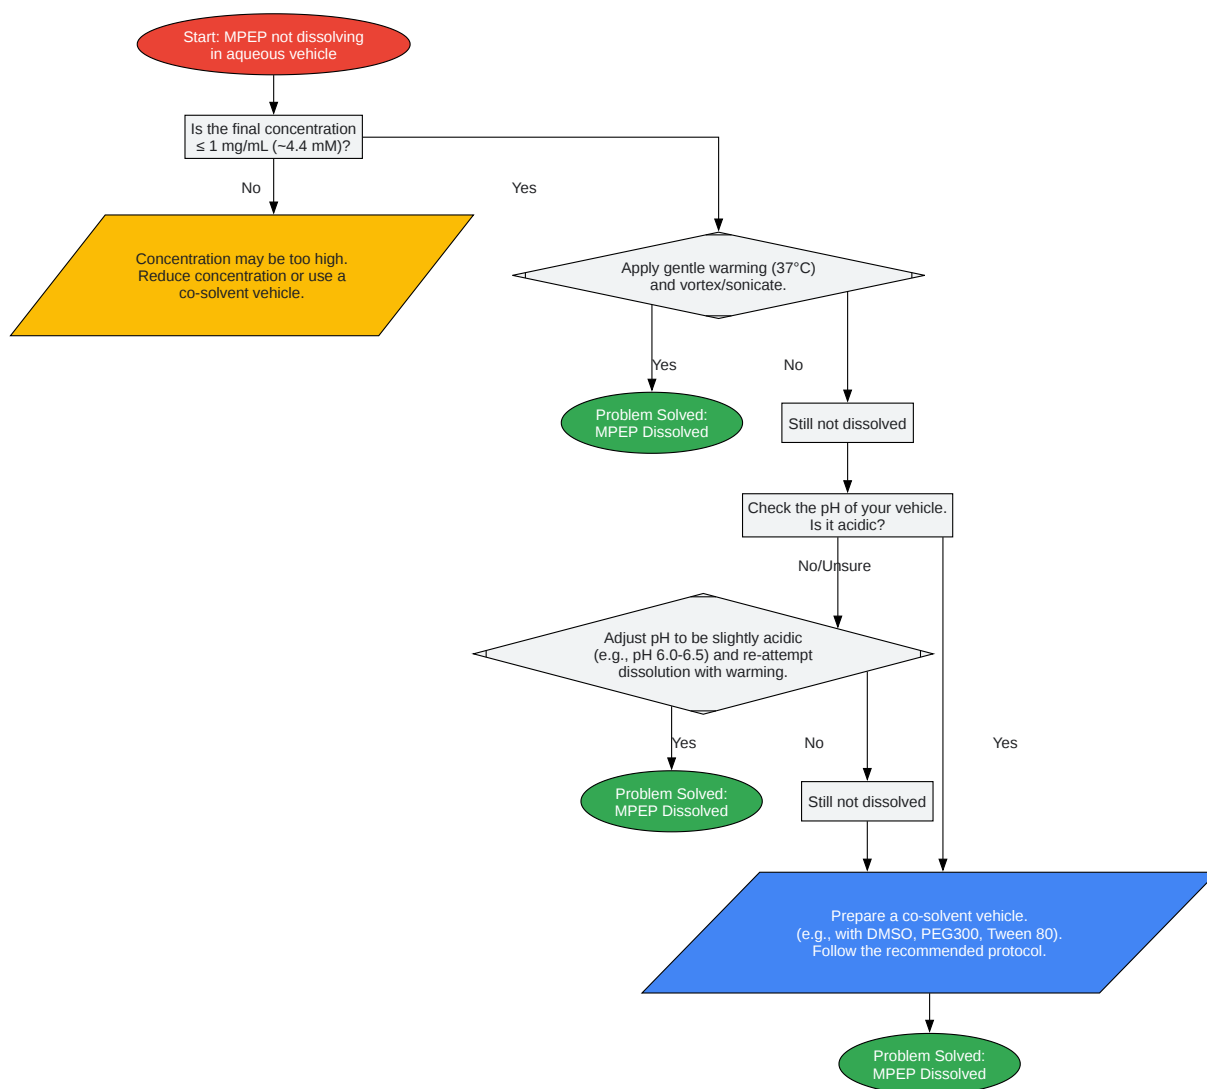 Start: MPEP not dissolving
in aqueous vehicle
Is the final concentration
≤ 1 mg/mL (~4.4 mM)?
No
Yes
Concentration may be too high.
Reduce concentration or use a
co-solvent vehicle.
Apply gentle warming (37°C)
and vortex/sonicate.
Yes
No
Problem Solved:
MPEP Dissolved
Still not dissolved
Check the pH of your vehicle.
Is it acidic?
No/Unsure
Adjust pH to be slightly acidic
(e.g., pH 6.0-6.5) and re-attempt
dissolution with warming.
Yes
No
Yes
Problem Solved:
MPEP Dissolved
Still not dissolved
Prepare a co-solvent vehicle.
(e.g., with DMSO, PEG300, Tween 80).
Follow the recommended protocol.
Problem Solved:
MPEP Dissolved